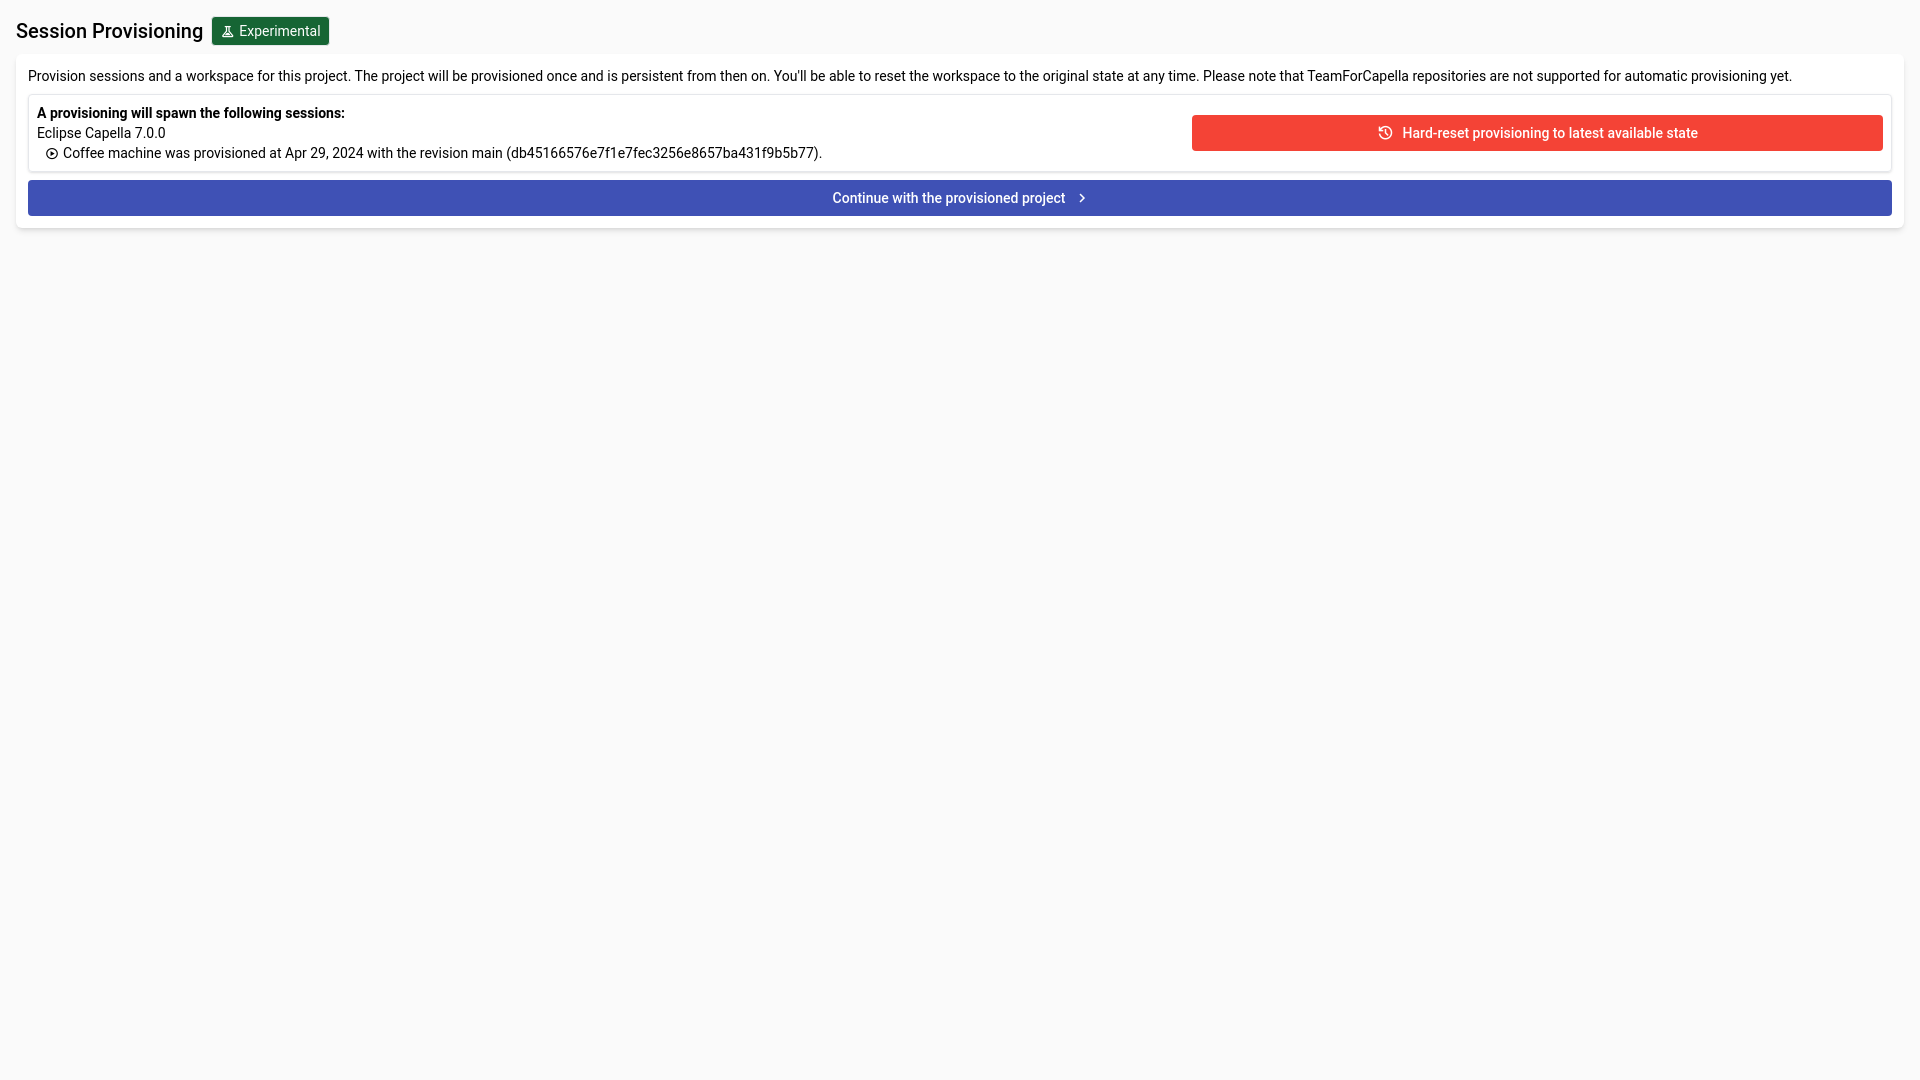 Session Provisioning
Experimental
Provision sessions and a workspace for this project. The project will be provisioned once and is persistent from then on. You'll be able to reset the workspace to the original state at any time. Please note that TeamForCapella repositories are not supported for automatic provisioning yet.
A provisioning will spawn the following sessions:
Eclipse Capella 7.0.0
Coffee machine was provisioned at Apr 29, 2024 with the revision main (db45166576e7f1e7fec3256e8657ba431f9b5b77).
Hard-reset provisioning to latest available state
Continue with the provisioned project